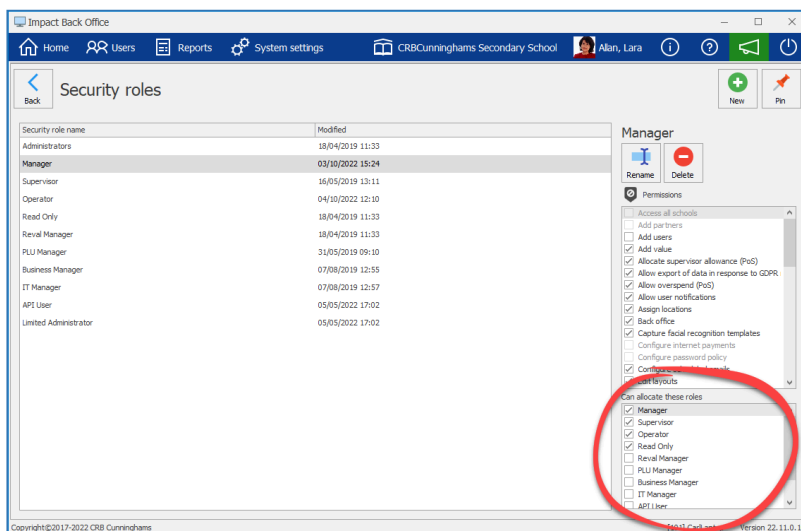 Impact Back Office
Home Users Reports System settings CRBCunninghams Secondary School Allan, Lara
Back
Security roles
New
Pin
Security role name Modified
Administrators 18/04/2019 11:33
Manager 03/10/2022 15:24
Supervisor 16/05/2019 13:11
Operator 04/10/2022 12:10
Read Only 18/04/2019 11:33
Reval Manager 18/04/2019 11:33
PLU Manager 31/05/2019 09:10
Business Manager 07/08/2019 12:55
IT Manager 07/08/2019 12:57
API User 05/05/2022 17:02
Limited Administrator 05/05/2022 17:02
Manager
Rename
Delete
Permissions
Access all schools
Add partners
Add users
Add value
Allocate supervisor allowance (PoS)
Allow export of data in response to GDPR
Allow overspend (PoS)
Allow user notifications
Assign locations
Back office
Capture facial recognition templates
Configure internet payments
Configure password policy
Configure emails
Edit layouts
Can allocate these roles
Manager
Supervisor
Operator
Read Only
Reval Manager
PLU Manager
Business Manager
IT Manager
API User
Copyright©2017-2022 CRB Cunninghams Version 22.11.0.1